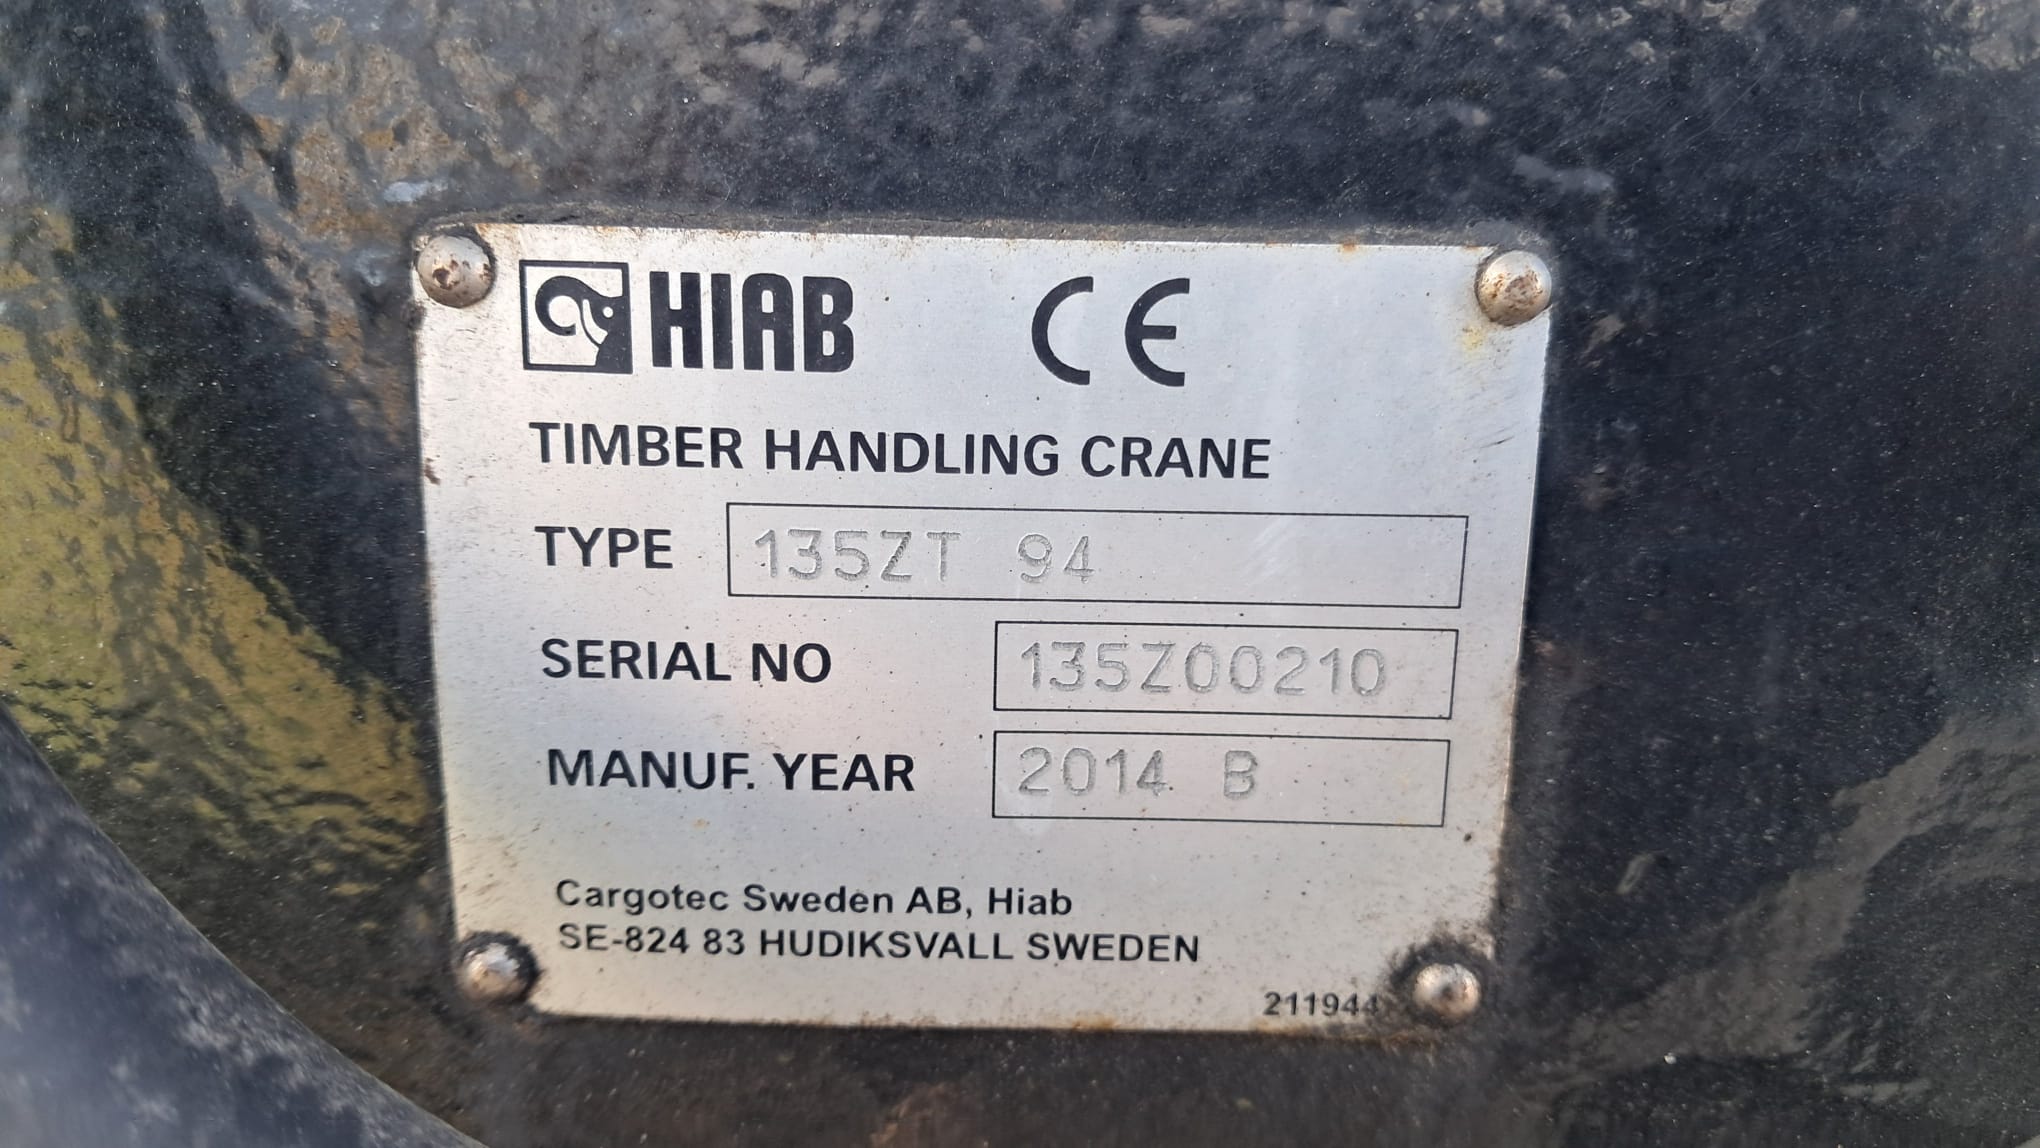 HIAB CE
TIMBER HANDLING CRANE
TYPE 135ZT 94
SERIAL NO 135Z00210
MANUF. YEAR 2014 B
Cargotec Sweden AB, Hiab
SE-824 83 HUDIKSVALL SWEDEN
211944